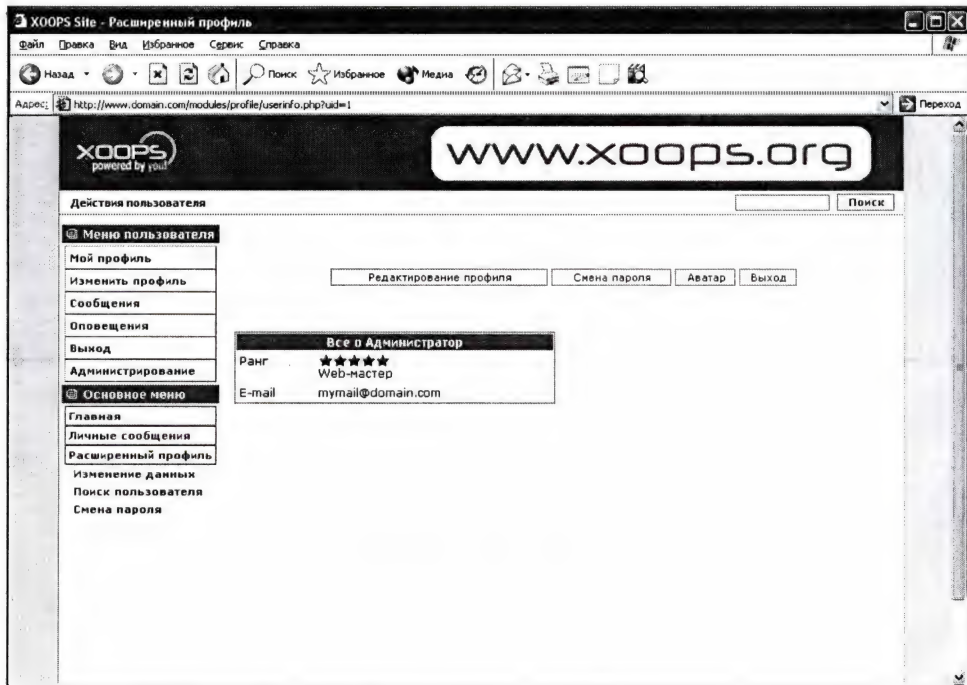 XOOPS Site - Расширенный профиль
Файл Правка Вид Избранное Сервис Справка
Назад Поиск Избранное Медиа
Адрес: http://www.domain.com/modules/profile/userinfo.php?uid=1 Переход
XOOPS
powered by you!
www.xoops.org
Действия пользователя Поиск
Меню пользователя
Мой профиль
Изменить профиль
Сообщения
Оповещения
Выход
Администрирование
Основное меню
Главная
Личные сообщения
Расширенный профиль
Изменение данных
Поиск пользователя
Смена пароля
Редактирование профиля Смена пароля Аватар Выход
Все о Администратор
Ранг ★★★★★
Web-мастер
E-mail mymail@domain.com